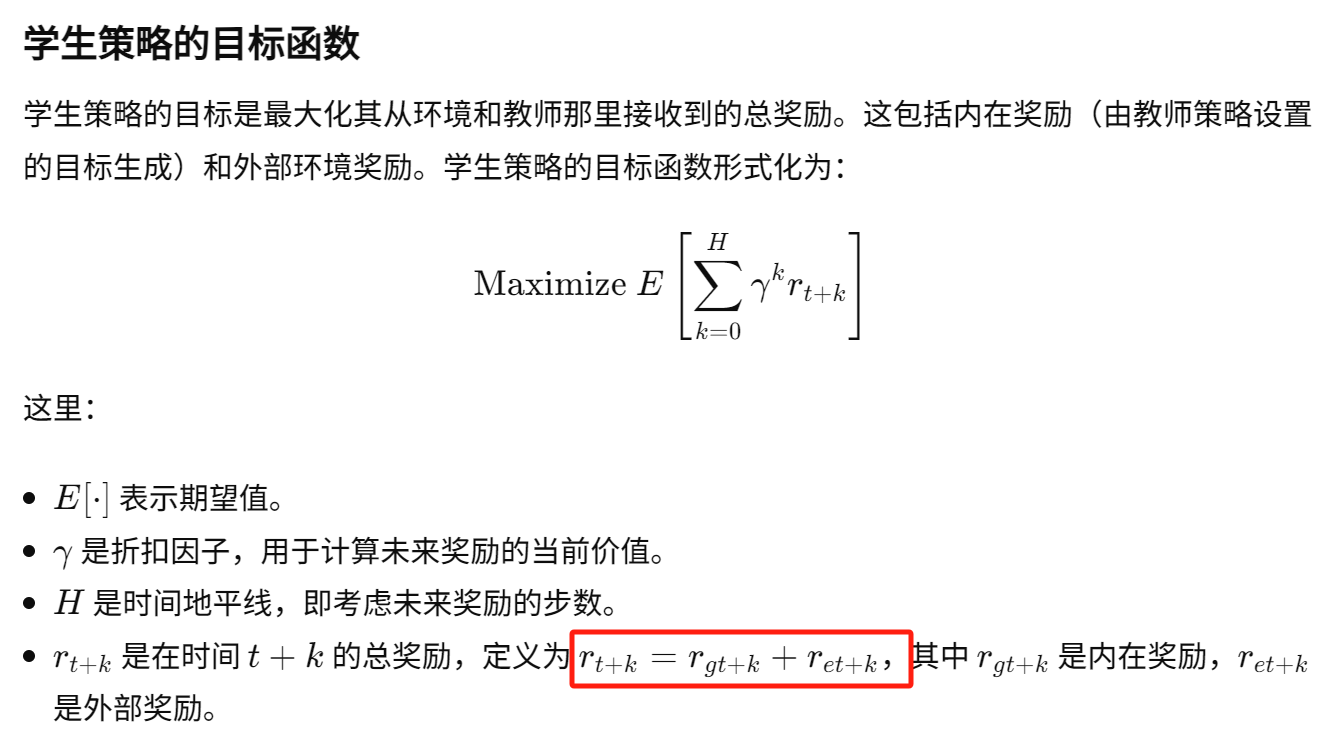 学生策略的目标函数
学生策略的目标是最大化其从环境和教师那里接收到的总奖励。这包括内在奖励（由教师策略设置
的目标生成）和外部环境奖励。学生策略的目标函数形式化为：
$\text{Maximize } E\left[\sum_{k=0}^{H} \gamma^k r_{t+k}\right]$
这里：
• $E[\cdot]$ 表示期望值。
• $\gamma$ 是折扣因子，用于计算未来奖励的当前价值。
• $H$ 是时间地平线，即考虑未来奖励的步数。
• $r_{t+k}$ 是在时间 $t+k$ 的总奖励，定义为 $r_{t+k} = r_{gt+k} + r_{et+k}$，其中 $r_{gt+k}$ 是内在奖励，$r_{et+k}$
是外部奖励。